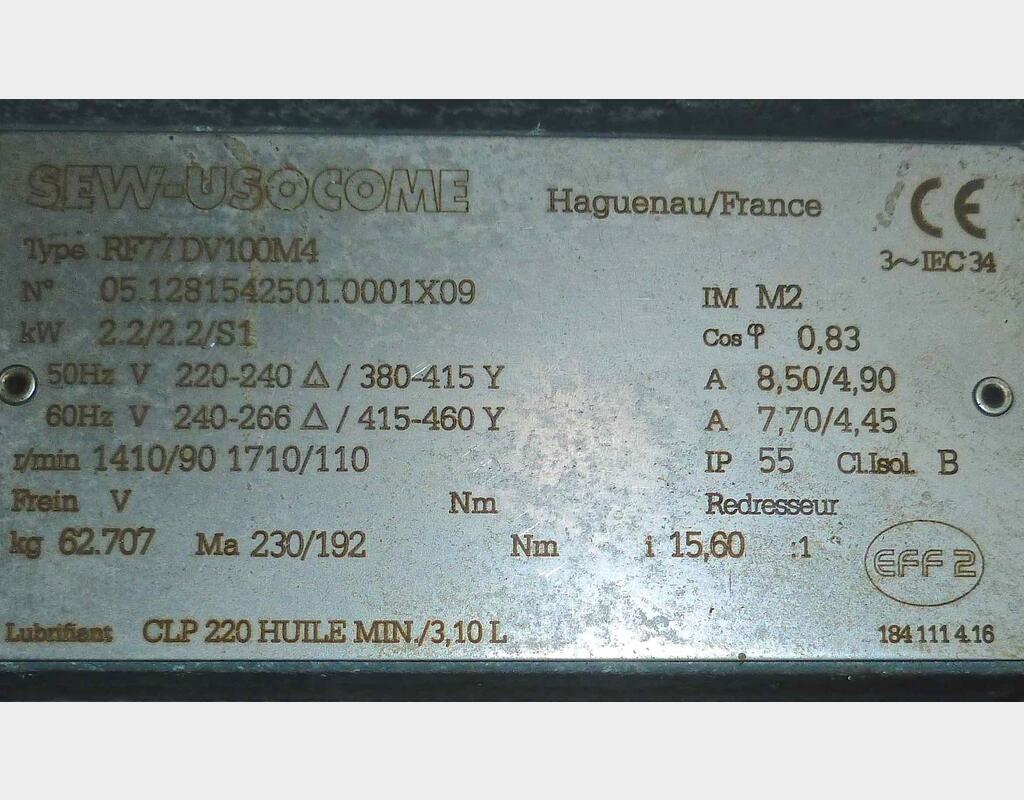 SEW-USOCOME Haguenau/France CE
Type RF77 DV100M4 3~IEC 34
N° 05.1281542501.0001X09 IM M2
kW 2.2/2.2/S1 Cos φ 0,83
50Hz V 220-240 Δ / 380-415 Y A 8,50/4,90
60Hz V 240-266 Δ / 415-460 Y A 7,70/4,45
r/min 1410/90 1710/110 IP 55 Cl.Isol. B
Frein V Nm Redresseur
kg 62.707 Ma 230/192 Nm i 15,60 :1 EFF 2
Lubrifiant CLP 220 HUILE MIN./3,10 L 184 111 4.16